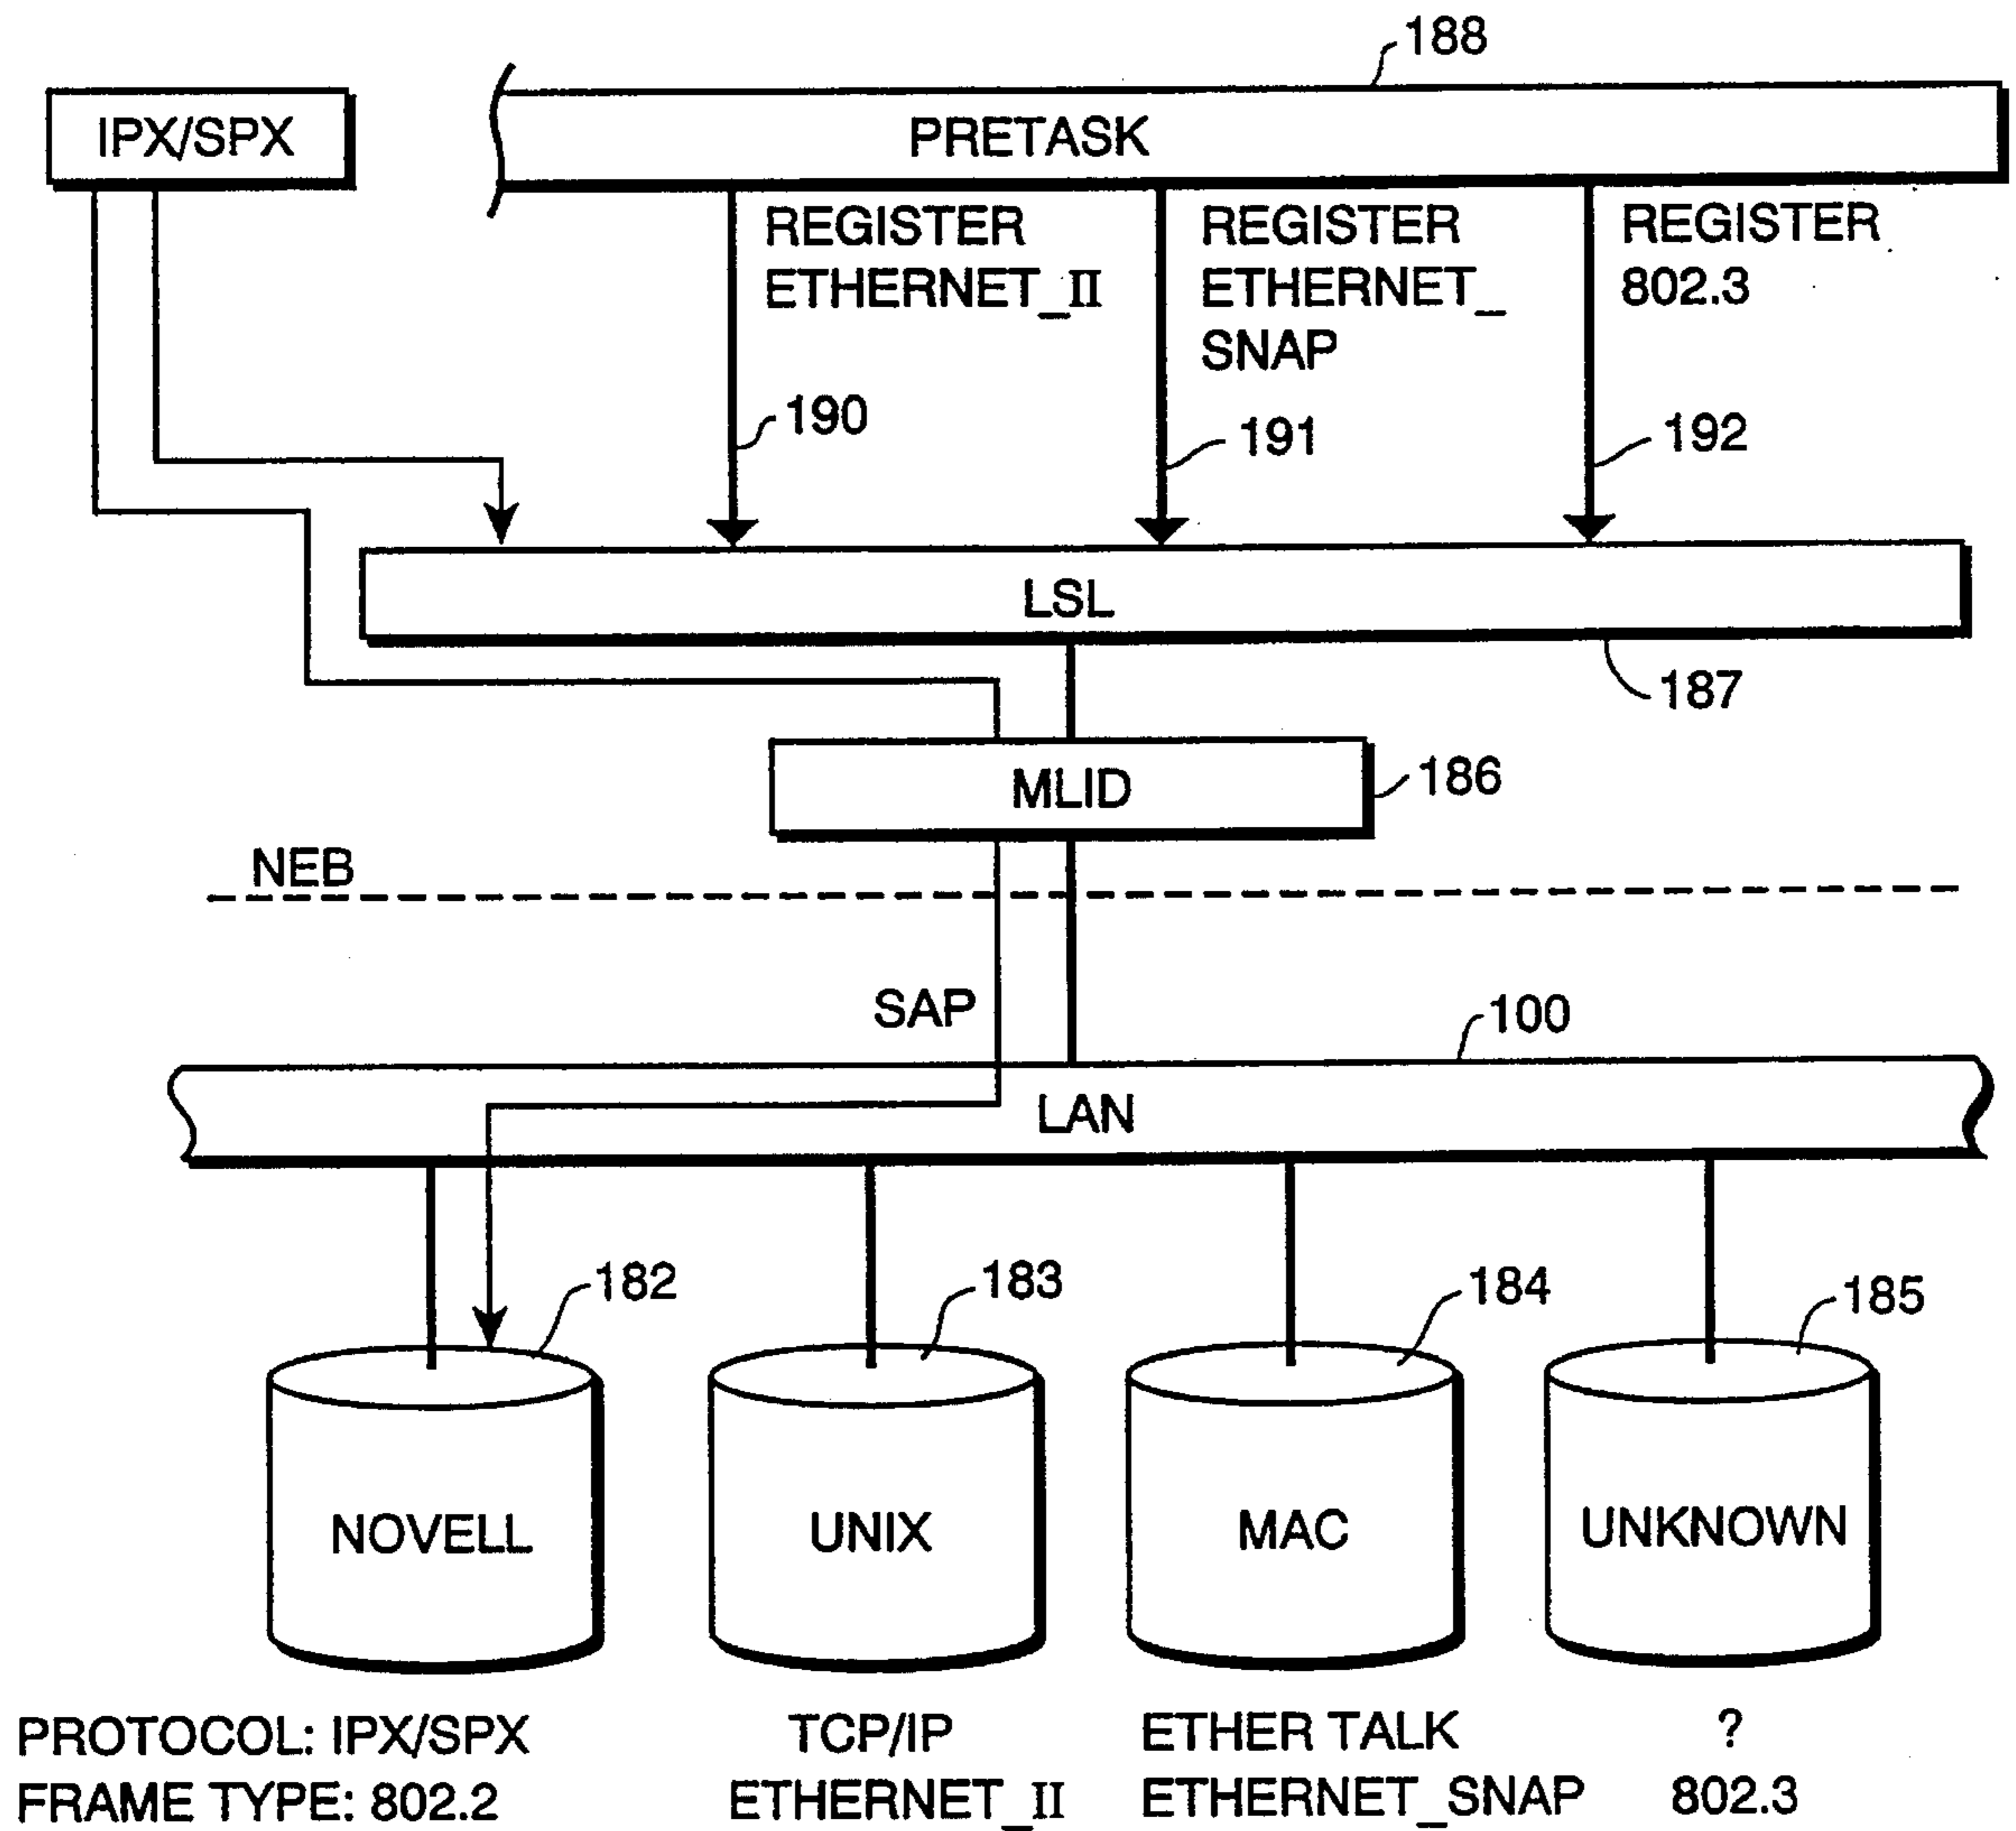 188
IPX/SPX
PRETASK
REGISTER
ETHERNET_II
REGISTER
ETHERNET_
SNAP
REGISTER
802.3
190
191
192
LSL
187
MLID
186
NEB
SAP
100
LAN
182
183
184
185
NOVELL
UNIX
MAC
UNKNOWN
PROTOCOL: IPX/SPX
TCP/IP
ETHER TALK
?
FRAME TYPE: 802.2
ETHERNET_II
ETHERNET_SNAP
802.3